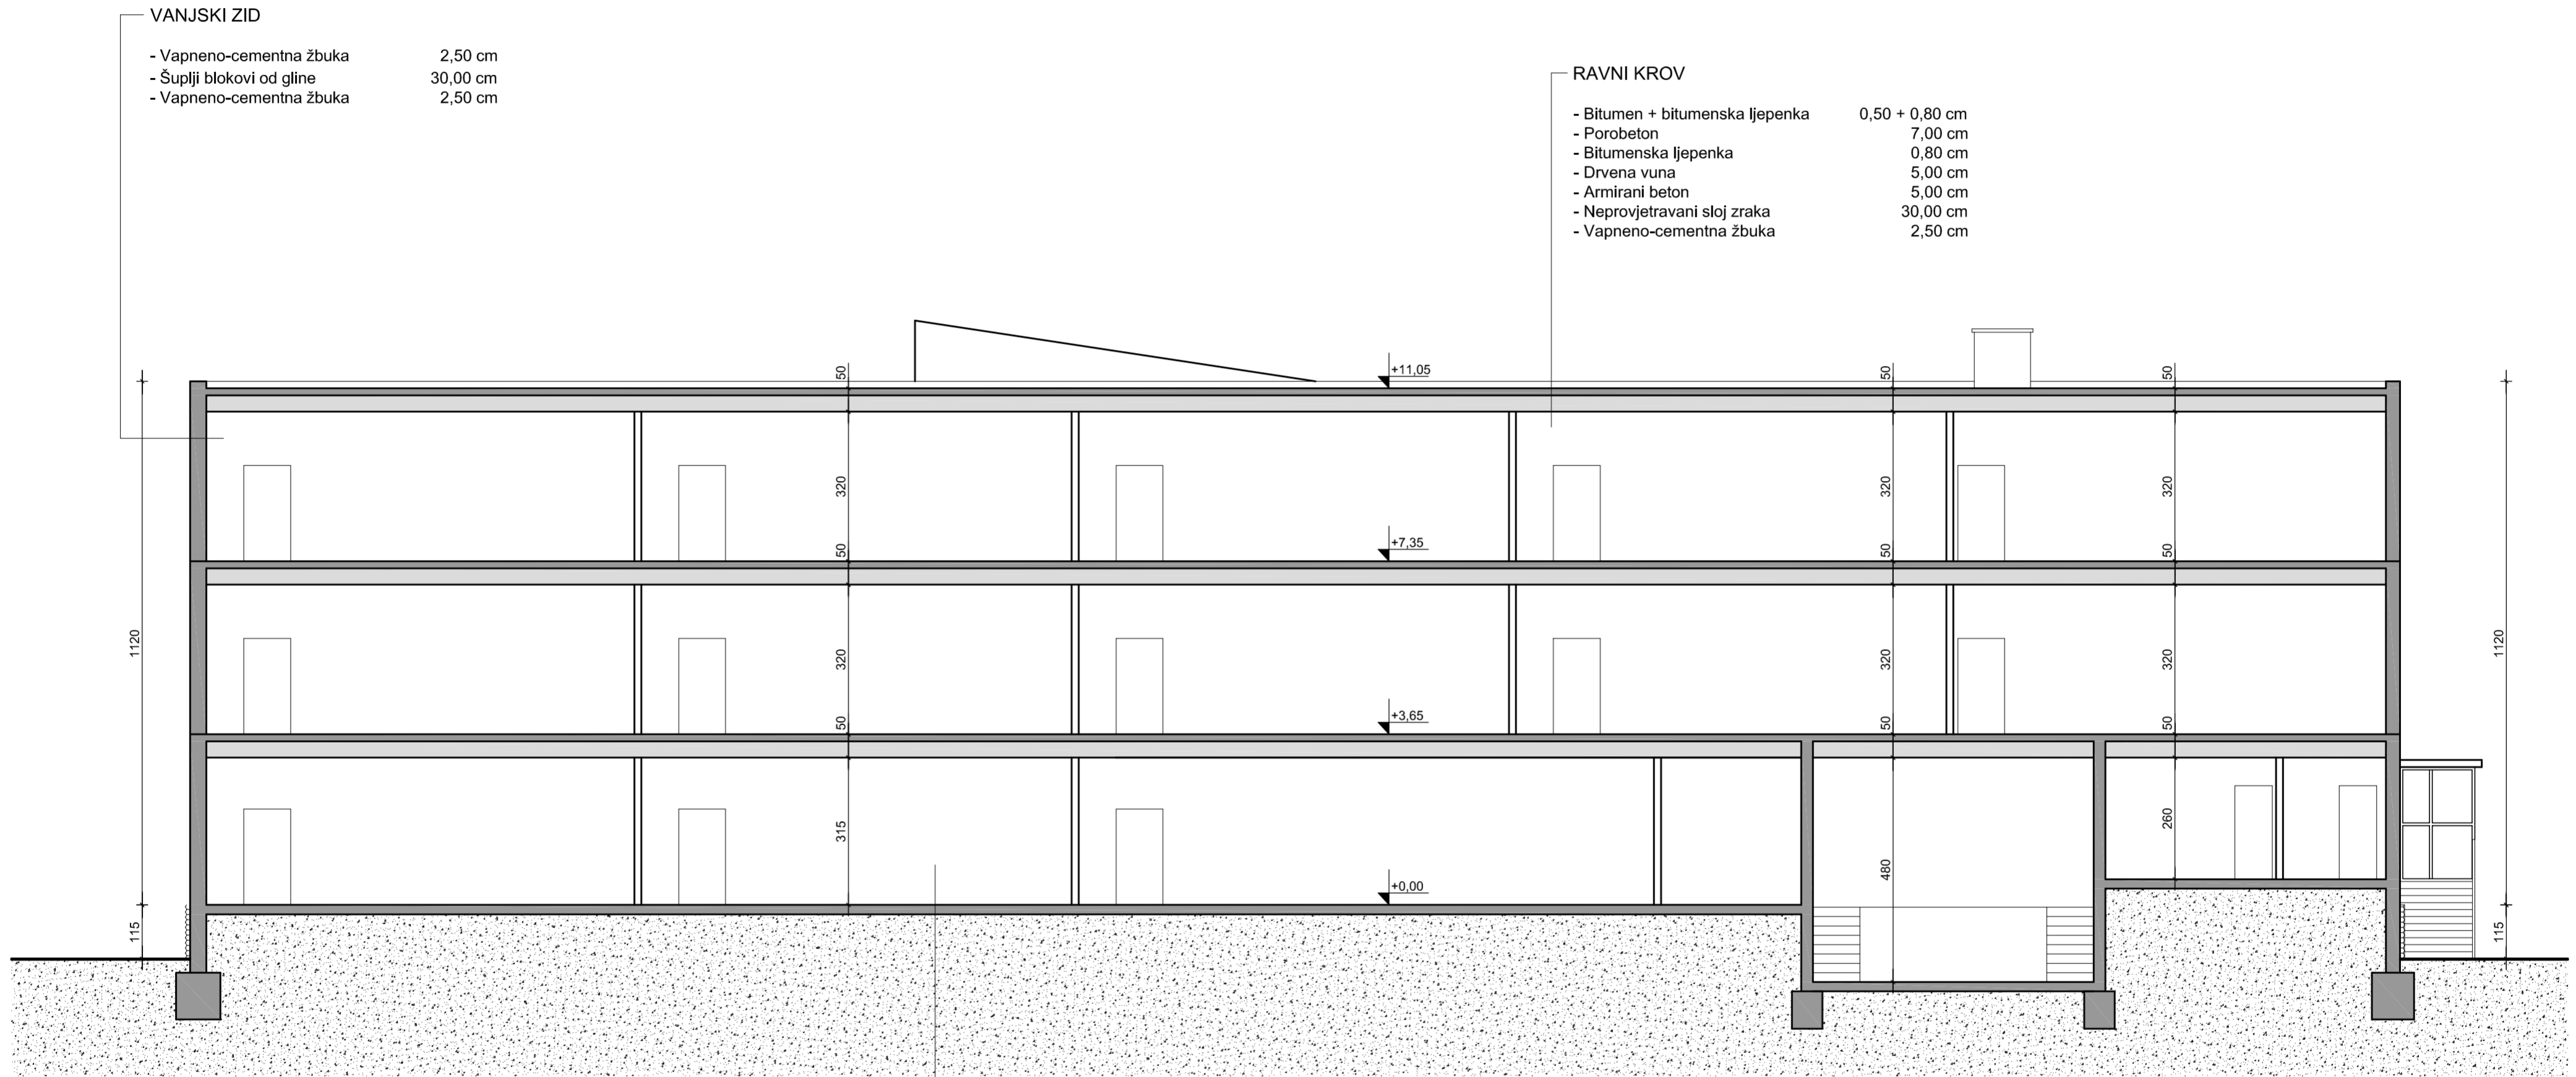 VANJSKI ZID
- Vapneno-cementna žbuka 2,50 cm
- Šuplji blokovi od gline 30,00 cm
- Vapneno-cementna žbuka 2,50 cm
RAVNI KROV
- Bitumen + bitumenska ljepenka 0,50 + 0,80 cm
- Porobeton 7,00 cm
- Bitumenska ljepenka 0,80 cm
- Drvena vuna 5,00 cm
- Armirani beton 5,00 cm
- Neprovjetravani sloj zraka 30,00 cm
- Vapneno-cementna žbuka 2,50 cm
50 +11,05 50 50
320 320 320
50 +7,35 50 50
1120 320 320 320 1120
50 +3,65 50 50
315 260
480
+0,00
115 115